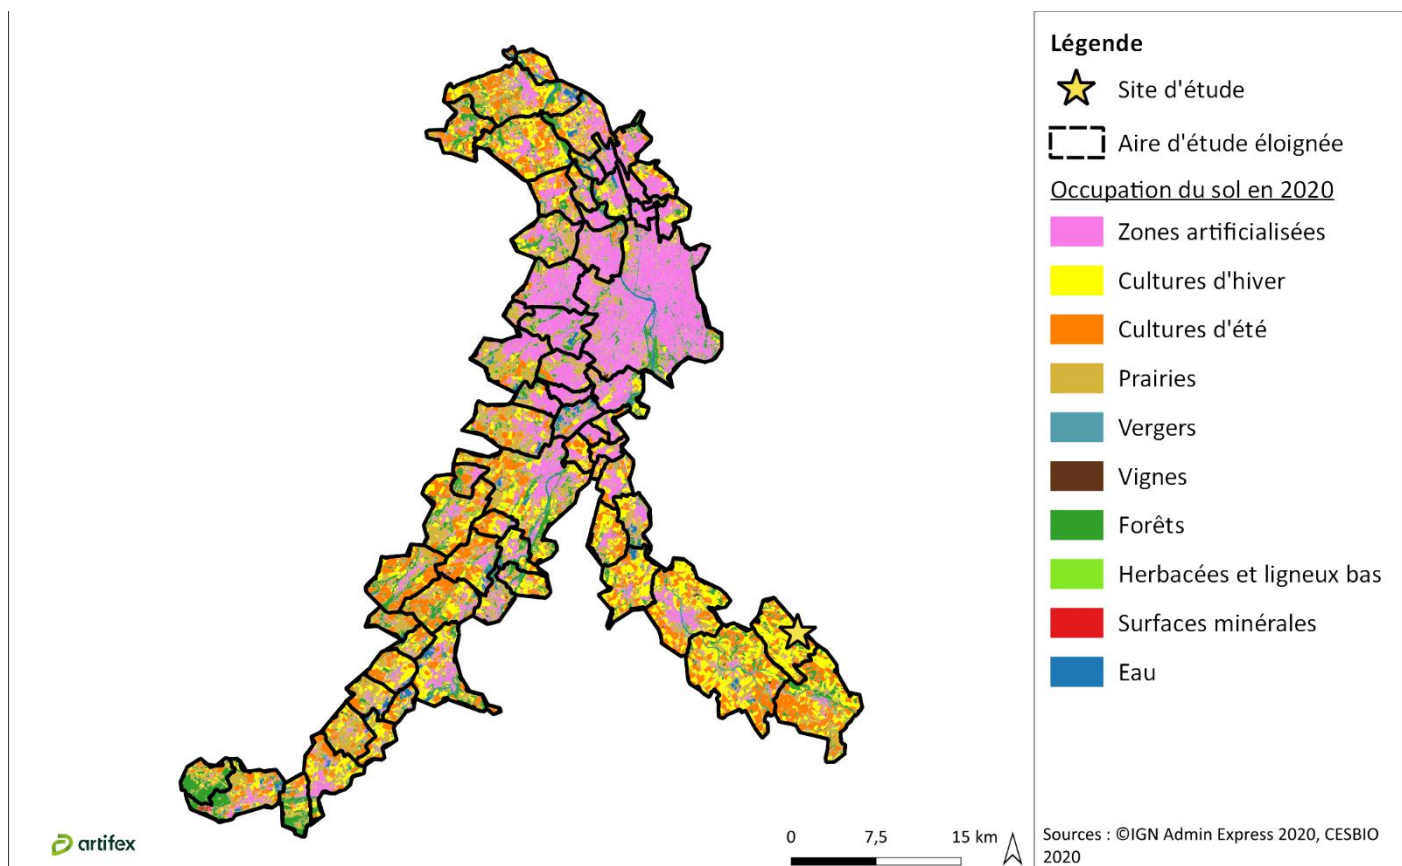 Légende
Site d'étude
Aire d'étude éloignée
Occupation du sol en 2020
Zones artificialisées
Cultures d'hiver
Cultures d'été
Prairies
Vergers
Vignes
Forêts
Herbacées et ligneux bas
Surfaces minérales
Eau
artifex
0 7,5 15 km
Sources : ©IGN Admin Express 2020, CESBIO
2020